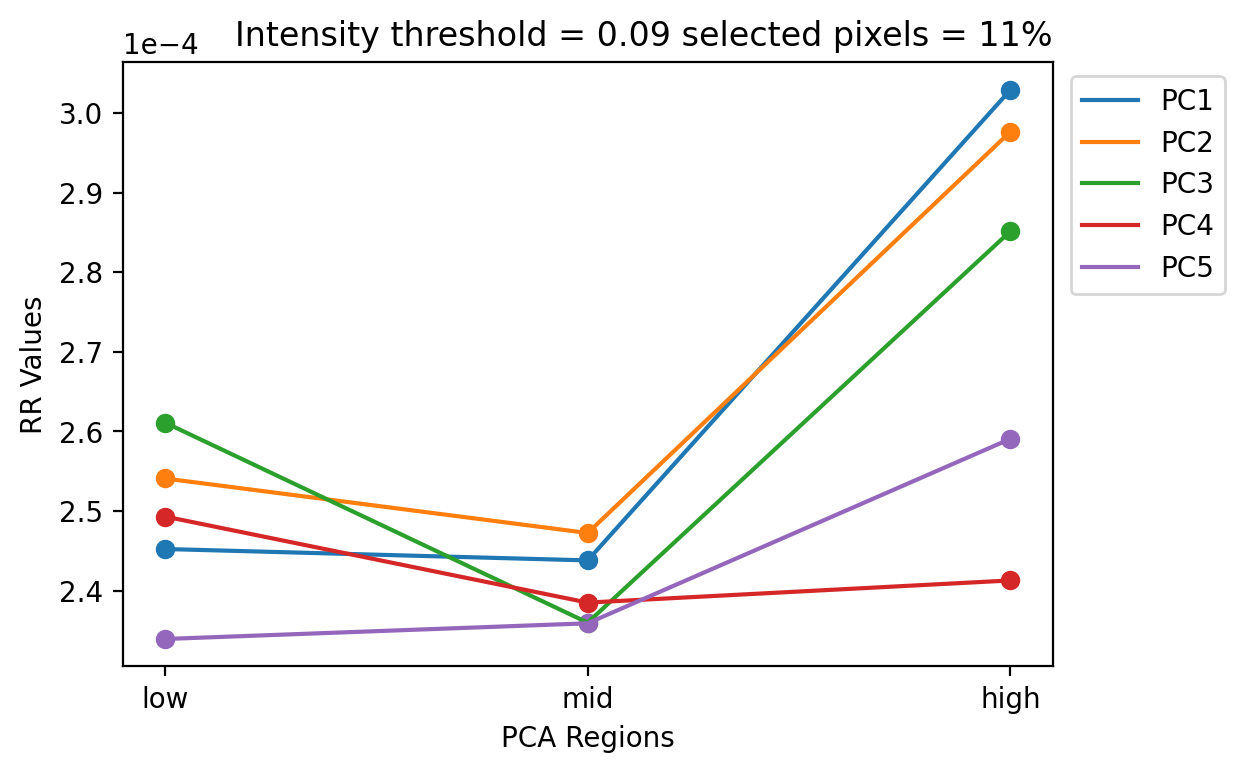 1e−4
Intensity threshold = 0.09 selected pixels = 11%
RR Values
3.0
2.9
2.8
2.7
2.6
2.5
2.4
low
mid
high
PCA Regions
PC1
PC2
PC3
PC4
PC5